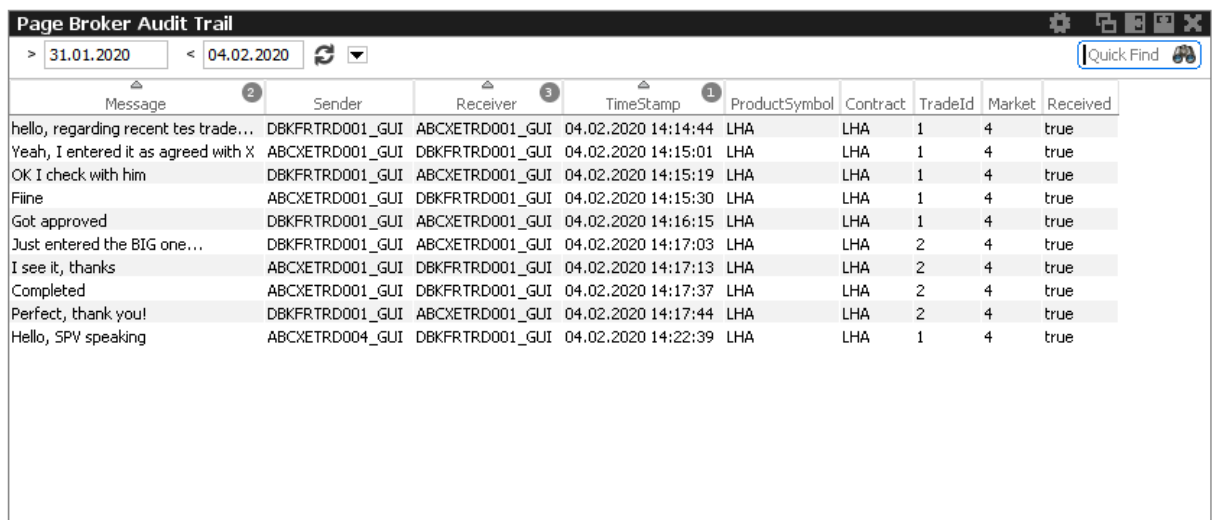 Page Broker Audit Trail
> 31.01.2020 < 04.02.2020 Quick Find
Message 2 Sender Receiver 3 TimeStamp 1 ProductSymbol Contract TradeId Market Received
hello, regarding recent tes trade... DBKFRTRD001_GUI ABCXETRD001_GUI 04.02.2020 14:14:44 LHA LHA 1 4 true
Yeah, I entered it as agreed with X ABCXETRD001_GUI DBKFRTRD001_GUI 04.02.2020 14:15:01 LHA LHA 1 4 true
OK I check with him DBKFRTRD001_GUI ABCXETRD001_GUI 04.02.2020 14:15:19 LHA LHA 1 4 true
Fiine ABCXETRD001_GUI DBKFRTRD001_GUI 04.02.2020 14:15:30 LHA LHA 1 4 true
Got approved DBKFRTRD001_GUI ABCXETRD001_GUI 04.02.2020 14:16:15 LHA LHA 1 4 true
Just entered the BIG one... DBKFRTRD001_GUI ABCXETRD001_GUI 04.02.2020 14:17:03 LHA LHA 2 4 true
I see it, thanks ABCXETRD001_GUI DBKFRTRD001_GUI 04.02.2020 14:17:13 LHA LHA 2 4 true
Completed ABCXETRD001_GUI DBKFRTRD001_GUI 04.02.2020 14:17:37 LHA LHA 2 4 true
Perfect, thank you! DBKFRTRD001_GUI ABCXETRD001_GUI 04.02.2020 14:17:44 LHA LHA 2 4 true
Hello, SPV speaking ABCXETRD004_GUI DBKFRTRD001_GUI 04.02.2020 14:22:39 LHA LHA 1 4 true